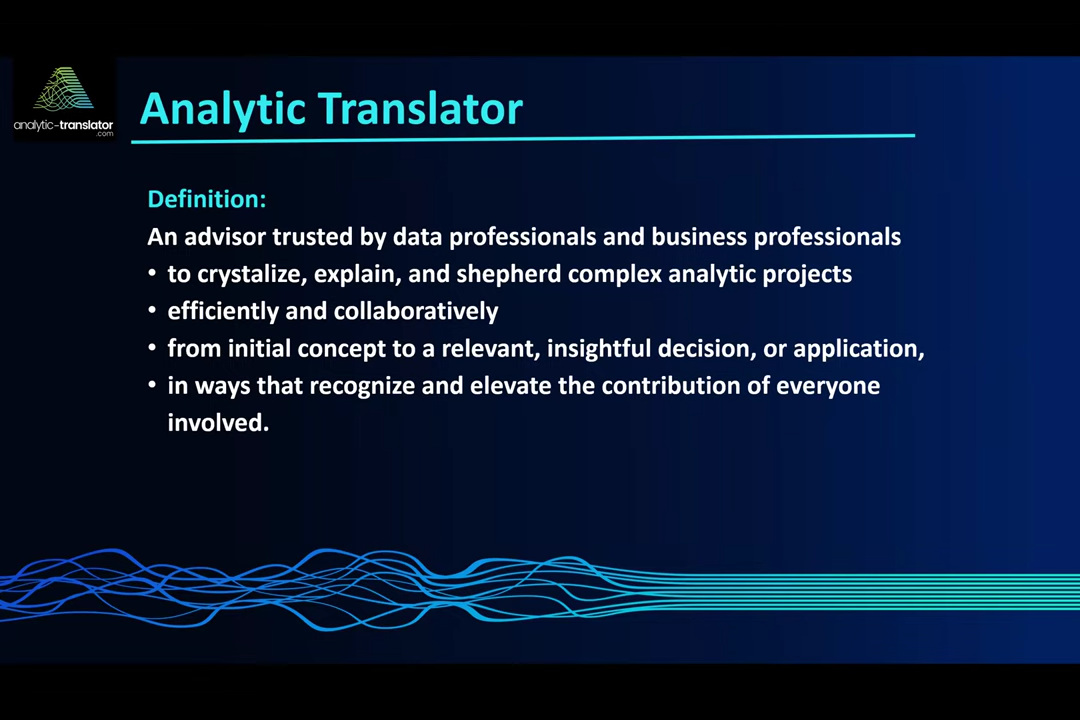 analytic-translator
.com
Analytic Translator
Definition:
An advisor trusted by data professionals and business professionals
• to crystalize, explain, and shepherd complex analytic projects
• efficiently and collaboratively
• from initial concept to a relevant, insightful decision, or application,
• in ways that recognize and elevate the contribution of everyone
involved.